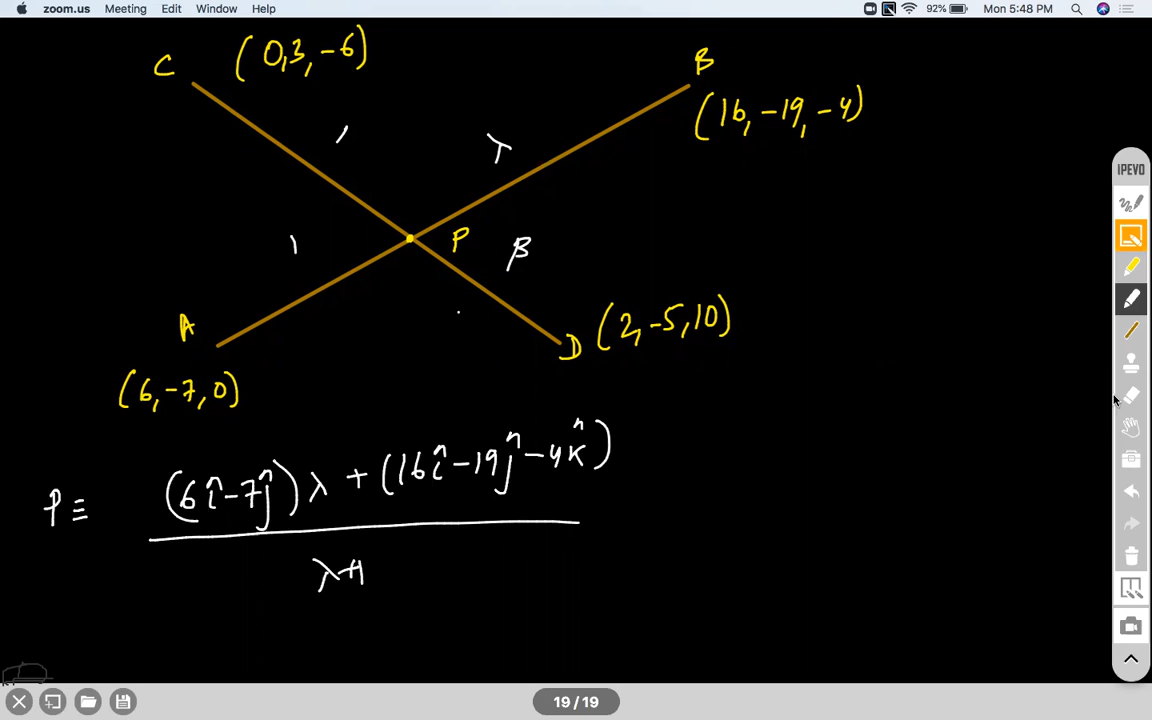 zoom.us Meeting Edit Window Help 92% Mon 5:48 PM
C (0,3,-6)
B
(16, -19, -4)
1 λ
IPEVO
1 P β
A
D (2, -5, 10)
(6, -7, 0)
P ≡ (6î-7ĵ)λ + (16î-19ĵ-4k̂)
λ+1
19 / 19